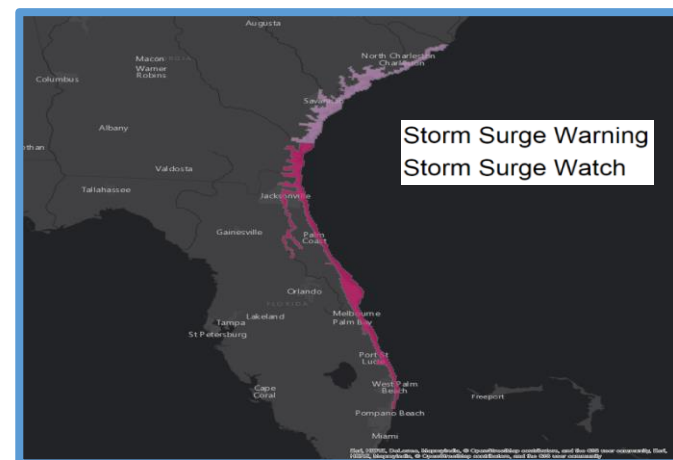 Augusta
Macon
GEORGIA
Warner
Robins
Columbus
North Charleston
Charleston
Savannah
Albany
Storm Surge Warning
Storm Surge Watch
Valdosta
Tallahassee
Jacksonville
Gainesville
Palm
Coast
Orlando
FLORIDA
Melbourne
Palm Bay
Lakeland
Tampa
St Petersburg
Port St
Lucie
West Palm
Beach
Cape
Coral
Freeport
Pompano Beach
Miami